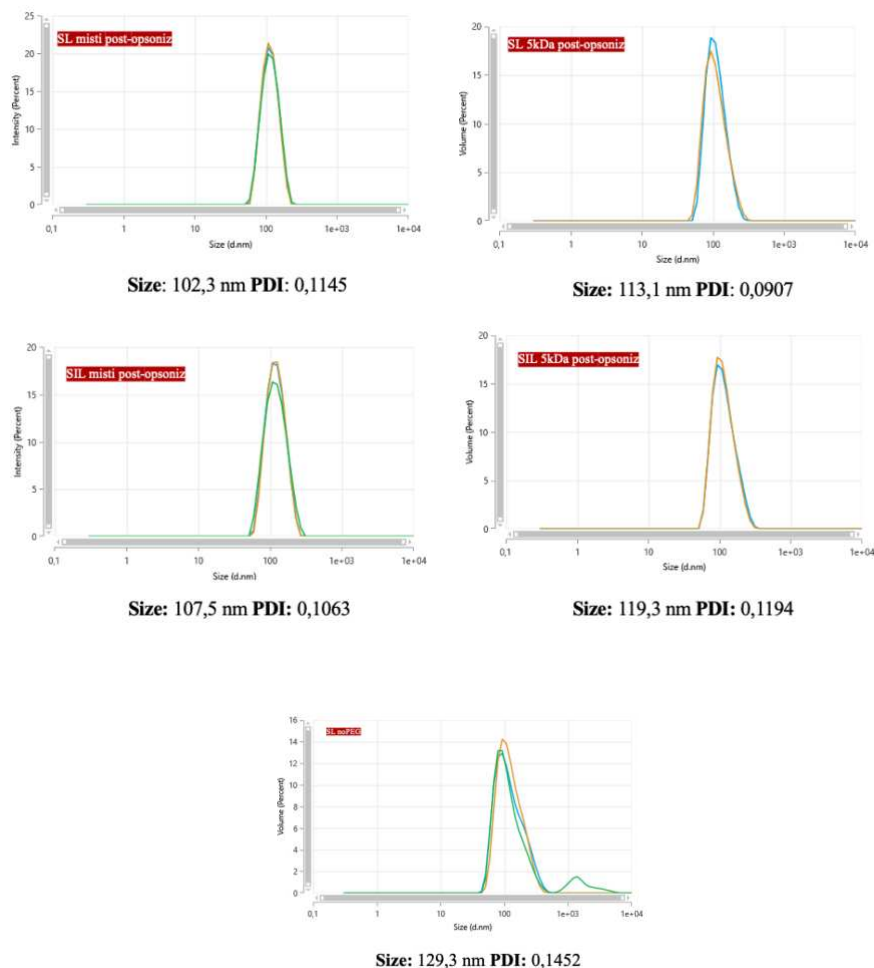 25
20
15
10
5
0
Intensity (Percent)
SL misti post-opsoniz
0,1 1 10 100 1e+03 1e+04
Size (d.nm)
Size: 102,3 nm PDI: 0,1145
20
15
10
5
0
Volume (Percent)
SL 5kDa post-opsoniz
0,1 1 10 100 1e+03 1e+04
Size (d.nm)
Size: 113,1 nm PDI: 0,0907
20
15
10
5
0
Intensity (Percent)
SIL misti post-opsoniz
0,1 1 10 100 1e+03 1e+04
Size (d.nm)
Size: 107,5 nm PDI: 0,1063
20
15
10
5
0
Volume (Percent)
SIL 5kDa post-opsoniz
0,1 1 10 100 1e+03 1e+04
Size (d.nm)
Size: 119,3 nm PDI: 0,1194
16
14
12
10
8
6
4
2
0
Volume (Percent)
SL noPEG
0,1 1 10 100 1e+03 1e+04
Size (d.nm)
Size: 129,3 nm PDI: 0,1452